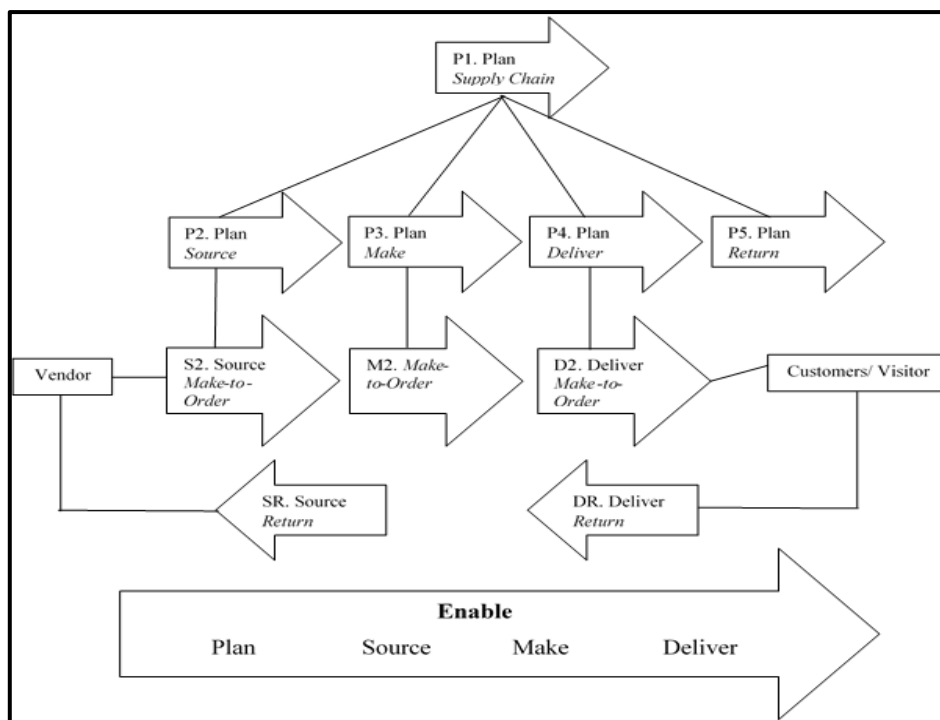 P1. Plan
Supply Chain
P2. Plan
Source
P3. Plan
Make
P4. Plan
Deliver
P5. Plan
Return
Vendor
S2. Source
Make-to-
Order
M2. Make-
to-Order
D2. Deliver
Make-to-
Order
Customers/ Visitor
SR. Source
Return
DR. Deliver
Return
Enable
Plan Source Make Deliver